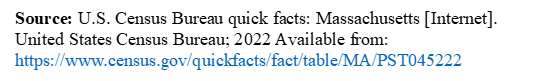 Source: U.S. Census Bureau quick facts: Massachusetts [Internet].
United States Census Bureau; 2022 Available from:
https://www.census.gov/quickfacts/fact/table/MA/PST045222